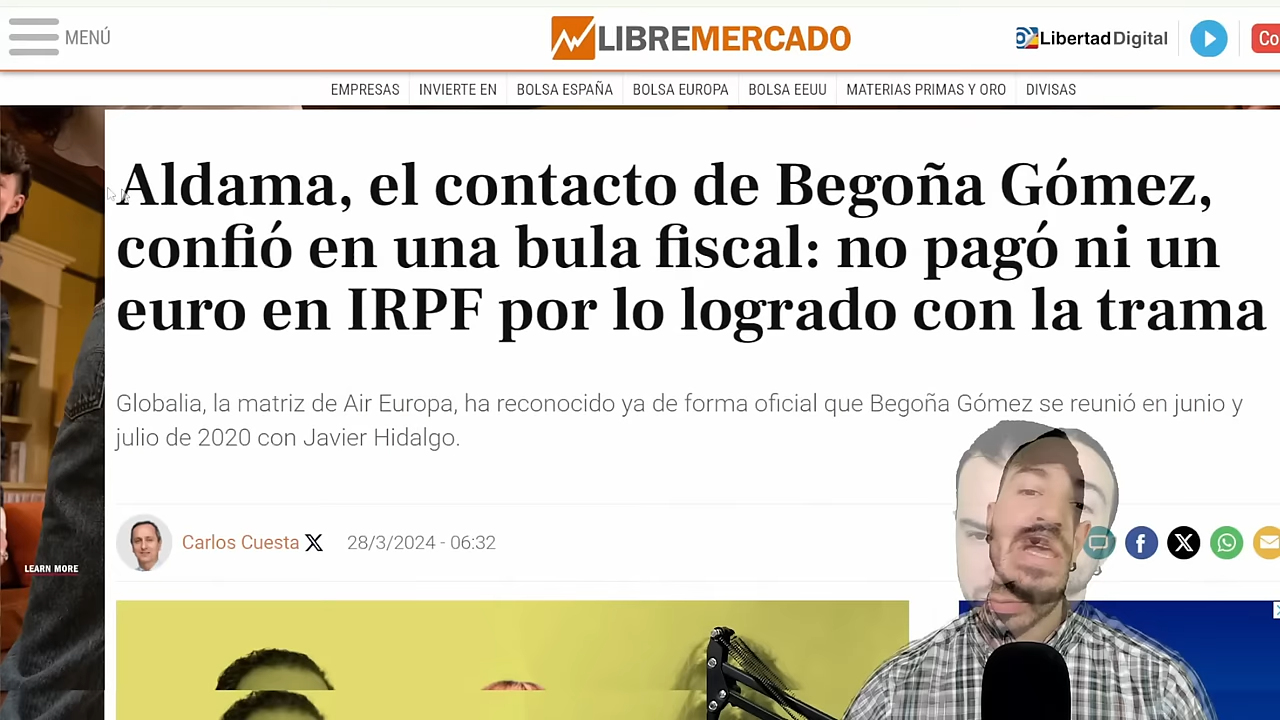 MENÚ
LIBREMERCADO
Libertad Digital
Co
EMPRESAS
INVIERTE EN
BOLSA ESPAÑA
BOLSA EUROPA
BOLSA EEUU
MATERIAS PRIMAS Y ORO
DIVISAS
Aldama, el contacto de Begoña Gómez,
confió en una bula fiscal: no pagó ni un
euro en IRPF por lo logrado con la trama
Globalia, la matriz de Air Europa, ha reconocido ya de forma oficial que Begoña Gómez se reunió en junio y
julio de 2020 con Javier Hidalgo.
Carlos Cuesta
28/3/2024 - 06:32
LEARN MORE